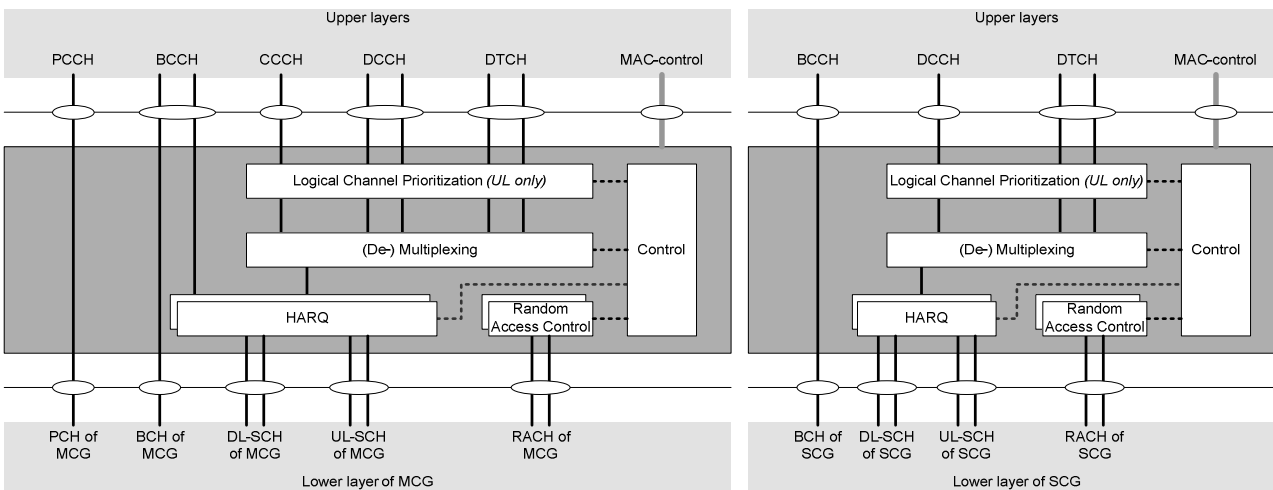 Upper layers
PCCH BCCH CCCH DCCH DTCH MAC-control
Logical Channel Prioritization (UL only)
(De-) Multiplexing
Control
HARQ
Random
Access Control
PCH of
MCG
BCH of
MCG
DL-SCH
of MCG
UL-SCH
of MCG
RACH of
MCG
Lower layer of MCG
Upper layers
BCCH DCCH DTCH MAC-control
Logical Channel Prioritization (UL only)
(De-) Multiplexing
Control
HARQ
Random
Access Control
BCH of
SCG
DL-SCH
of SCG
UL-SCH
of SCG
RACH of
SCG
Lower layer of SCG